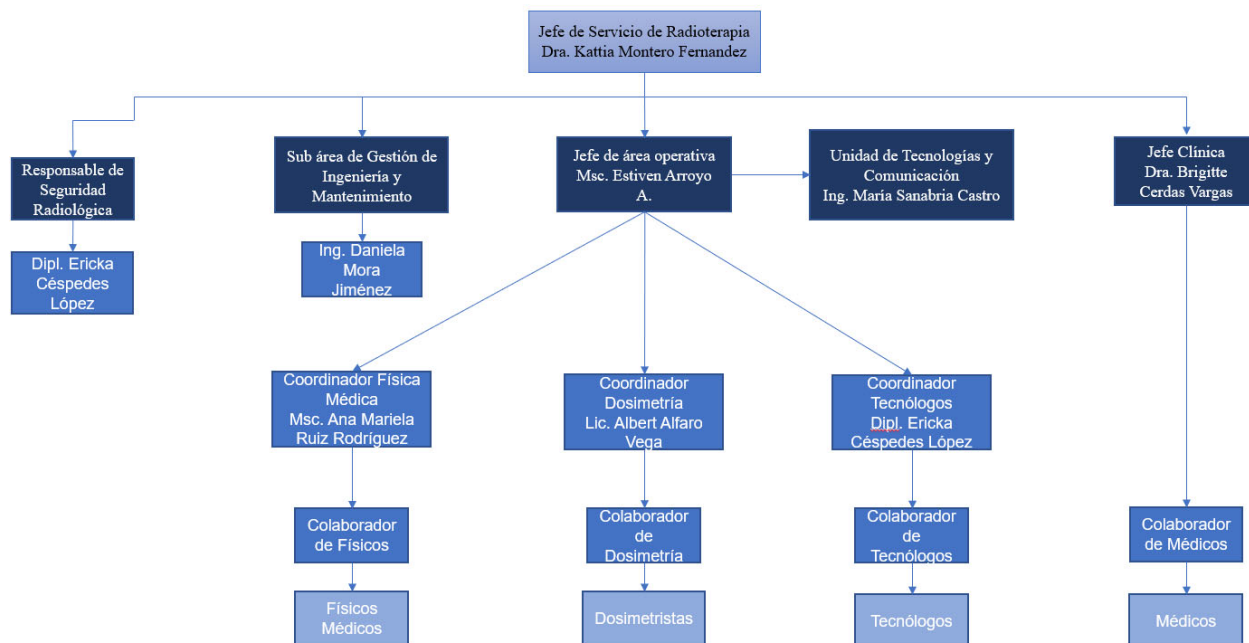 Jefe de Servicio de Radioterapia
Dra. Kattia Montero Fernandez
Responsable de
Seguridad
Radiológica
Sub área de Gestión de
Ingeniería y
Mantenimiento
Jefe de área operativa
Msc. Estiven Arroyo
A.
Unidad de Tecnologías y
Comunicación
Ing. María Sanabria Castro
Jefe Clínica
Dra. Brigitte
Cerdas Vargas
Dipl. Ericka
Céspedes
López
Ing. Daniela
Mora
Jiménez
Coordinador Física
Médica
Msc. Ana Mariela
Ruiz Rodríguez
Coordinador
Dosimetría
Lic. Albert Alfaro
Vega
Coordinador
Tecnólogos
Dipl. Ericka
Céspedes López
Colaborador
de Físicos
Colaborador
de
Dosimetría
Colaborador
de
Tecnólogos
Colaborador
de Médicos
Físicos
Médicos
Dosimetristas
Tecnólogos
Médicos